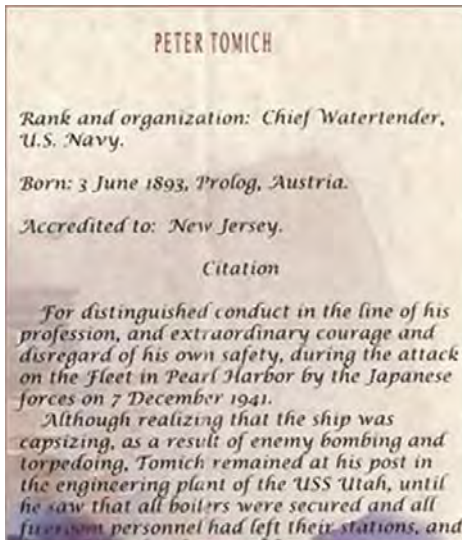 PETER TOMICH
Rank and organization: Chief Watertender,
U.S. Navy.
Born: 3 June 1893, Prolog, Austria.
Accredited to: New Jersey.
Citation
For distinguished conduct in the line of his
profession, and extraordinary courage and
disregard of his own safety, during the attack
on the Fleet in Pearl Harbor by the Japanese
forces on 7 December 1941.
Although realizing that the ship was
capsizing, as a result of enemy bombing and
torpedoing, Tomich remained at his post in
the engineering plant of the USS Utah, until
he saw that all boilers were secured and all
fireroom personnel had left their stations, and